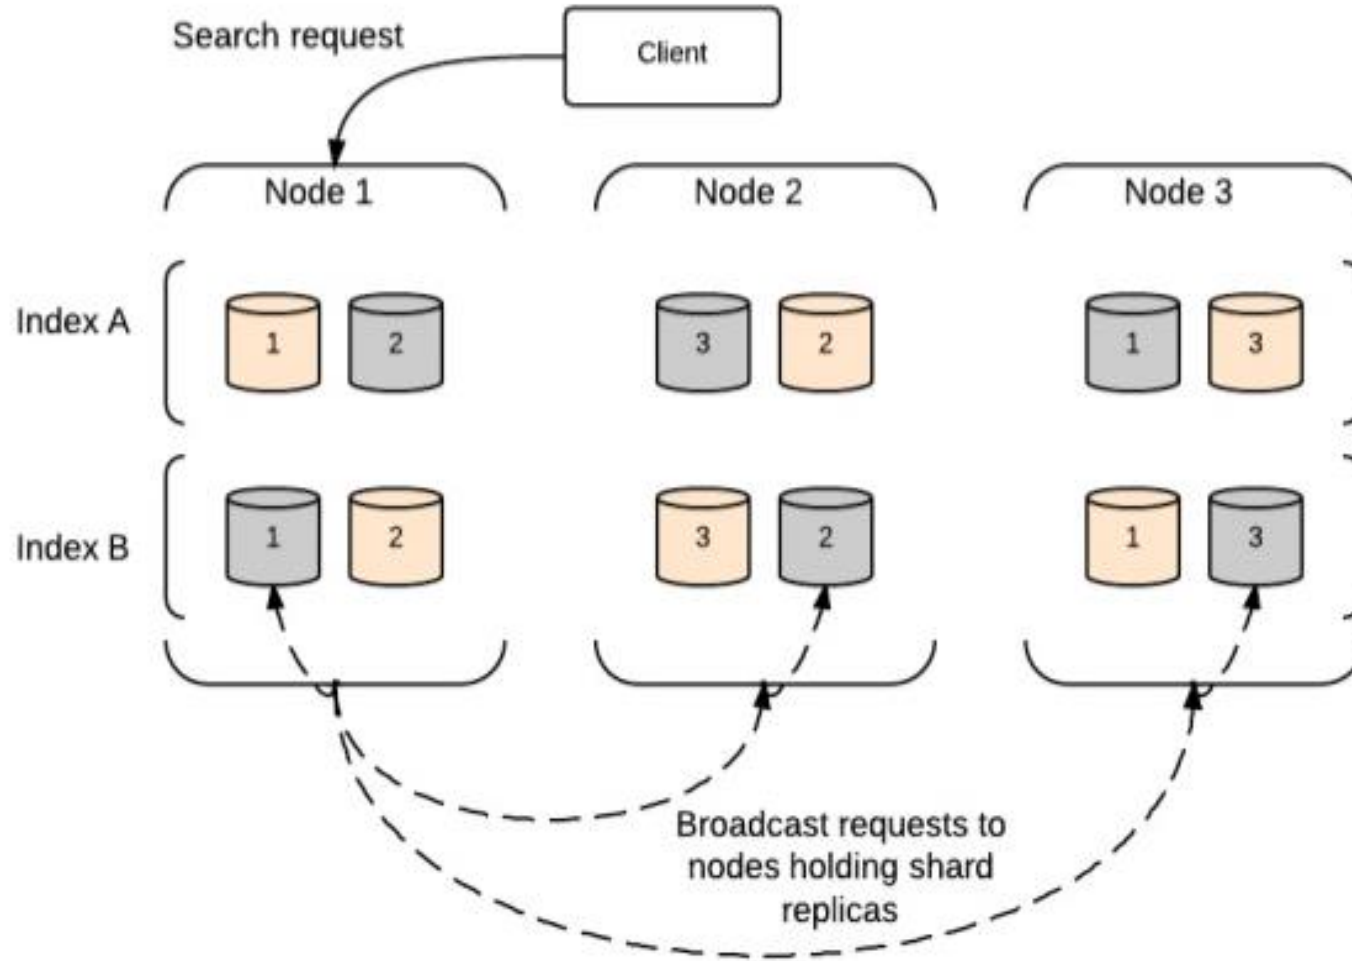 Search request
Client
Node 1
Node 2
Node 3
Index A
1
2
3
2
1
3
Index B
1
2
3
2
1
3
Broadcast requests to
nodes holding shard
replicas